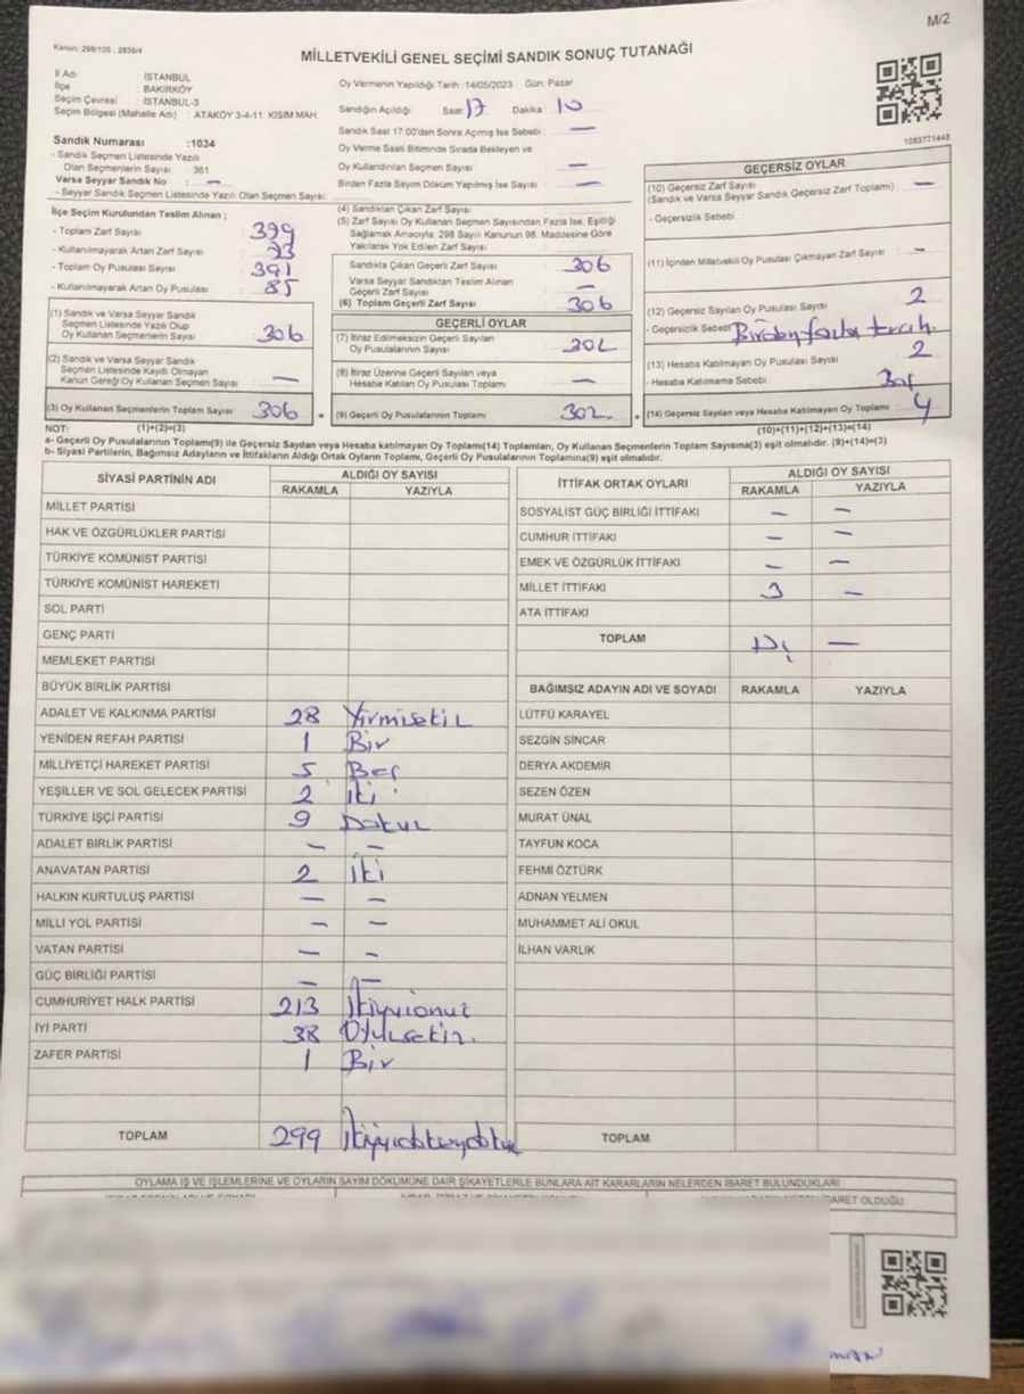 M/2
Kanun: 298/105 ; 2839/4
MİLLETVEKİLİ GENEL SEÇİMİ SANDIK SONUÇ TUTANAĞI
İl Adı İSTANBUL
İlçe BAKIRKÖY
Seçim Çevresi İSTANBUL-3
Seçim Bölgesi (Mahalle Adı) : ATAKÖY 3-4-11. KISIM MAH.
Oy Vermenin Yapıldığı Tarih :14/05/2023 Gün: Pazar
Sandığın Açıldığı Saat 17 Dakika 10
Sandık Saat 17:00'den Sonra Açılmış İse Sebebi : —
Oy Verme Saati Bitiminde Sırada Bekleyen ve
Oy Kullandırılan Seçmen Sayısı —
Birden Fazla Sayım Döküm Yapılmış İse Sayısı —
1083771448
Sandık Numarası :1034
- Sandık Seçmen Listesinde Yazılı
Olan Seçmenlerin Sayısı 361
Varsa Seyyar Sandık No : —
- Seyyar Sandık Seçmen Listesinde Yazılı Olan Seçmen Sayısı:
İlçe Seçim Kurulundan Teslim Alınan ;
- Toplam Zarf Sayısı 399
- Kullanılmayarak Artan Zarf Sayısı 93
- Toplam Oy Pusulası Sayısı 391
- Kullanılmayarak Artan Oy Pusulası 85
(1) Sandık ve Varsa Seyyar Sandık
Seçmen Listesinde Yazılı Olup
Oy Kullanan Seçmenlerin Sayısı 306
(2) Sandık ve Varsa Seyyar Sandık
Seçmen Listesinde Kaydı Olmayan
Kanun Gereği Oy Kullanan Seçmen Sayısı —
(3) Oy Kullanan Seçmenlerin Toplam Sayısı 306
(4) Sandıktan Çıkan Zarf Sayısı
(5) Zarf Sayısı Oy Kullanan Seçmen Sayısından Fazla İse, Eşitliği
Sağlamak Amacıyla; 298 Sayılı Kanunun 98. Maddesine Göre
Yakılarak Yok Edilen Zarf Sayısı
Sandıkta Çıkan Geçerli Zarf Sayısı 306
Varsa Seyyar Sandıktan Teslim Alınan
Geçerli Zarf Sayısı —
(6) Toplam Geçerli Zarf Sayısı 306
GEÇERLİ OYLAR
(7) İtiraz Edilmeksizin Geçerli Sayılan
Oy Pusulalarının Sayısı 302
(8) İtiraz Üzerine Geçerli Sayılan veya
Hesaba Katılan Oy Pusulası Toplamı —
(9) Geçerli Oy Pusulalarının Toplamı 302
GEÇERSİZ OYLAR
(10) Geçersiz Zarf Sayısı —
(Sandık ve Varsa Seyyar Sandık Geçersiz Zarf Toplamı)
- Geçersizlik Sebebi
(11) İçinden Milletvekili Oy Pusulası Çıkmayan Zarf Sayısı —
(12) Geçersiz Sayılan Oy Pusulası Sayısı 2
- Geçersizlik Sebebi Birden fazla tercih
(13) Hesaba Katılmayan Oy Pusulası Sayısı 2
- Hesaba Katılmama Sebebi Boş
(14) Geçersiz Sayılan veya Hesaba Katılmayan Oy Toplamı 4
NOT: (1)+(2)=(3) (10)+(11)+(12)+(13)=(14)
a- Geçerli Oy Pusulalarının Toplamı(9) ile Geçersiz Sayılan veya Hesaba katılmayan Oy Toplamı(14) Toplamları, Oy Kullanan Seçmenlerin Toplam Sayısına(3) eşit olmalıdır. (9)+(14)=(3)
b- Siyasi Partilerin, Bağımsız Adayların ve İttifakların Aldığı Ortak Oyların Toplamı, Geçerli Oy Pusulalarının Toplamına(9) eşit olmalıdır.
SİYASİ PARTİNİN ADI ALDIĞI OY SAYISI
RAKAMLA YAZIYLA
MİLLET PARTİSİ
HAK VE ÖZGÜRLÜKLER PARTİSİ
TÜRKİYE KOMÜNİST PARTİSİ
TÜRKİYE KOMÜNİST HAREKETİ
SOL PARTİ
GENÇ PARTİ
MEMLEKET PARTİSİ
BÜYÜK BİRLİK PARTİSİ
ADALET VE KALKINMA PARTİSİ 28 Yirmisekiz
YENİDEN REFAH PARTİSİ 1 Bir
MİLLİYETÇİ HAREKET PARTİSİ 5 Beş
YEŞİLLER VE SOL GELECEK PARTİSİ 2 İki
TÜRKİYE İŞÇİ PARTİSİ 9 Dokuz
ADALET BİRLİK PARTİSİ — —
ANAVATAN PARTİSİ 2 İki
HALKIN KURTULUŞ PARTİSİ — —
MİLLİ YOL PARTİSİ — —
VATAN PARTİSİ — —
GÜÇ BİRLİĞİ PARTİSİ — —
CUMHURİYET HALK PARTİSİ 213 İkiyüzonüç
İYİ PARTİ 38 Otuzsekiz
ZAFER PARTİSİ 1 Bir
TOPLAM 299 İkiyüzdoksandokuz
İTTİFAK ORTAK OYLARI ALDIĞI OY SAYISI
RAKAMLA YAZIYLA
SOSYALİST GÜÇ BİRLİĞİ İTTİFAKI — —
CUMHUR İTTİFAKI — —
EMEK VE ÖZGÜRLÜK İTTİFAKI — —
MİLLET İTTİFAKI 3 —
ATA İTTİFAKI
TOPLAM Üç —
BAĞIMSIZ ADAYIN ADI VE SOYADI RAKAMLA YAZIYLA
LÜTFÜ KARAYEL
SEZGİN SİNCAR
DERYA AKDEMİR
SEZEN ÖZEN
MURAT ÜNAL
TAYFUN KOCA
FEHMİ ÖZTÜRK
ADNAN YELMEN
MUHAMMET ALİ OKUL
İLHAN VARLIK
TOPLAM
OYLAMA İŞ VE İŞLEMLERİNE VE OYLARIN SAYIM DÖKÜMÜNE DAİR ŞİKAYETLERLE BUNLARA AİT KARARLARIN NELERDEN İBARET BULUNDUKLARI
İBARET OLDUĞU